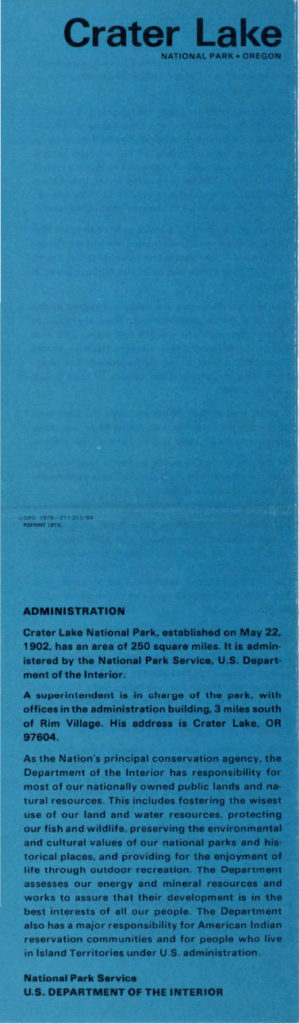 Crater Lake
NATIONAL PARK • OREGON
REPRINT 1976
ADMINISTRATION
Crater Lake National Park, established on May 22,
1902, has an area of 250 square miles. It is admin-
istered by the National Park Service, U.S. Depart-
ment of the Interior.
A superintendent is in charge of the park, with
offices in the administration building, 3 miles south
of Rim Village. His address is Crater Lake, OR
97604.
As the Nation's principal conservation agency, the
Department of the Interior has responsibility for
most of our nationally owned public lands and na-
tural resources. This includes fostering the wisest
use of our land and water resources, protecting
our fish and wildlife, preserving the environmental
and cultural values of our national parks and his-
torical places, and providing for the enjoyment of
life through outdoor recreation. The Department
assesses our energy and mineral resources and
works to assure that their development is in the
best interests of all our people. The Department
also has a major responsibility for American Indian
reservation communities and for people who live
in Island Territories under U.S. administration.
National Park Service
U.S. DEPARTMENT OF THE INTERIOR